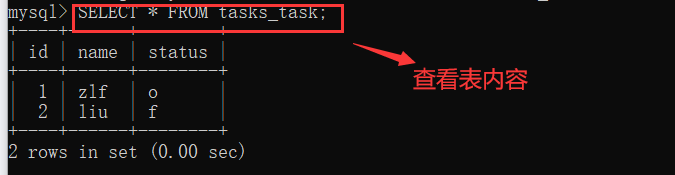 mysql> SELECT * FROM tasks_task;
+----+------+--------+
| id | name | status |
+----+------+--------+
|  1 | zlf  | o      |
|  2 | liu  | f      |
+----+------+--------+
2 rows in set (0.00 sec)
查看表内容